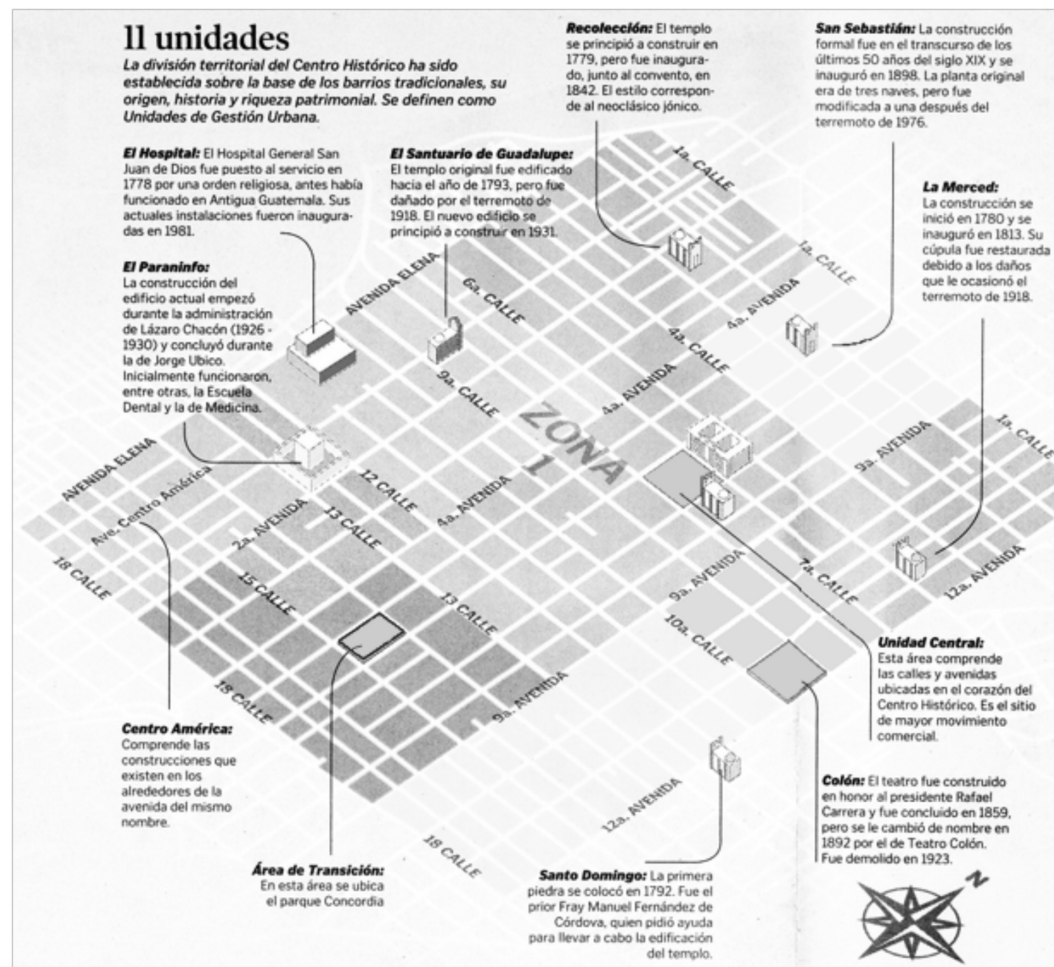 11 unidades
La división territorial del Centro Histórico ha sido
establecida sobre la base de los barrios tradicionales, su
origen, historia y riqueza patrimonial. Se definen como
Unidades de Gestión Urbana.
Recolección: El templo
se principió a construir en
1779, pero fue inaugura-
do, junto al convento, en
1842. El estilo correspon-
de al neoclásico jónico.
San Sebastián: La construcción
formal fue en el transcurso de los
últimos 50 años del siglo XIX y se
inauguró en 1898. La planta original
era de tres naves, pero fue
modificada a una después del
terremoto de 1976.
El Hospital: El Hospital General San
Juan de Dios fue puesto al servicio en
1778 por una orden religiosa, antes había
funcionado en Antigua Guatemala. Sus
actuales instalaciones fueron inaugura-
das en 1981.
El Santuario de Guadalupe:
El templo original fue edificado
hacia el año de 1793, pero fue
dañado por el terremoto de
1918. El nuevo edificio se
principió a construir en 1931.
La Merced:
La construcción se
inició en 1780 y se
inauguró en 1813. Su
cúpula fue restaurada
debido a los daños
que le ocasionó el
terremoto de 1918.
El Paraninfo:
La construcción del
edificio actual empezó
durante la administración
de Lázaro Chacón (1926 -
1930) y concluyó durante
la de Jorge Ubico.
Inicialmente funcionaron,
entre otras, la Escuela
Dental y la de Medicina.
1a. CALLE
1a. CALLE
AVENIDA ELENA
6a. CALLE
4a. AVENIDA
4a. CALLE
9a. CALLE
4a. AVENIDA
ZONA
1
9a. AVENIDA
1a. CALLE
AVENIDA ELENA
Ave. Centro América
12 CALLE
4a. AVENIDA
2a. AVENIDA
13 CALLE
18 CALLE
15 CALLE
13 CALLE
9a. AVENIDA
7a. CALLE
12a. AVENIDA
10a. CALLE
18 CALLE
9a. AVENIDA
12a. AVENIDA
18 CALLE
Unidad Central:
Esta área comprende
las calles y avenidas
ubicadas en el corazón del
Centro Histórico. Es el sitio
de mayor movimiento
comercial.
Centro América:
Comprende las
construcciones que
existen en los
alrededores de la
avenida del mismo
nombre.
Colón: El teatro fue construido
en honor al presidente Rafael
Carrera y fue concluido en 1859,
pero se le cambió de nombre en
1892 por el de Teatro Colón.
Fue demolido en 1923.
Área de Transición:
En esta área se ubica
el parque Concordia
Santo Domingo: La primera
piedra se colocó en 1792. Fue el
prior Fray Manuel Fernández de
Córdova, quien pidió ayuda
para llevar a cabo la edificación
del templo.
N